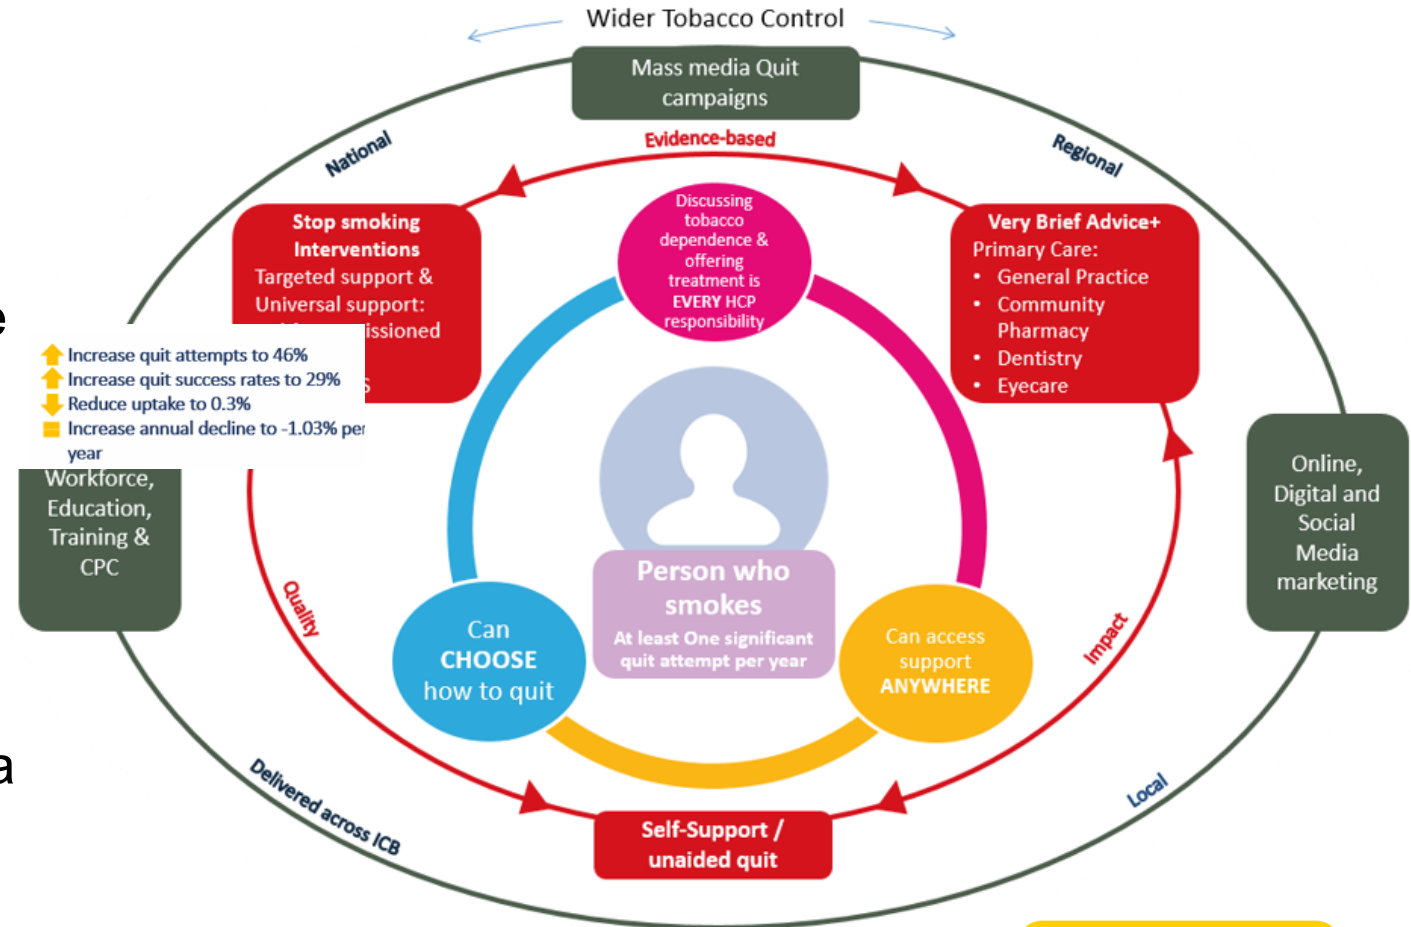 Wider Tobacco Control
Mass media Quit
campaigns
National
Evidence-based
Regional
Stop smoking
Interventions
Targeted support &
Universal support:
Discussing
tobacco
dependence &
offering
treatment is
EVERY HCP
responsibility
Very Brief Advice+
Primary Care:
• General Practice
• Community
Pharmacy
• Dentistry
• Eyecare
e
Increase quit attempts to 46%
Increase quit success rates to 29%
Reduce uptake to 0.3%
Increase annual decline to -1.03% per
year
Workforce,
Education,
Training &
CPC
Online,
Digital and
Social
Media
marketing
Person who
smokes
At least One significant
quit attempt per year
Can
CHOOSE
how to quit
Can access
support
ANYWHERE
Quality
Impact
a
Delivered across ICB
Local
Self-Support /
unaided quit